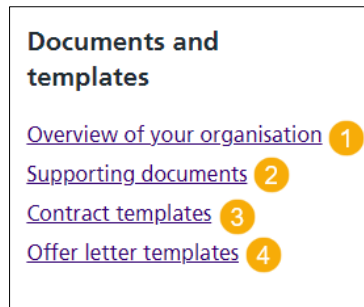 Documents and
templates
Overview of your organisation 1
Supporting documents 2
Contract templates 3
Offer letter templates 4